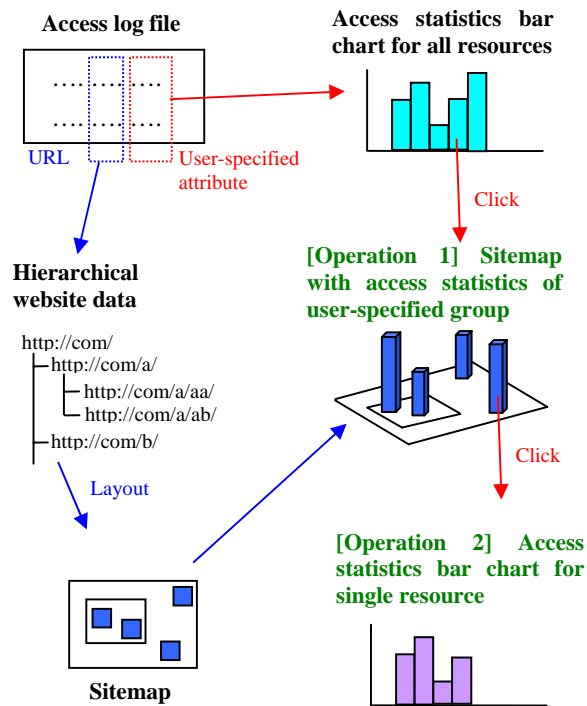 Access log file
.... .... ....
.... .... ....
URL
User-specified
attribute
Access statistics bar
chart for all resources
Click
Hierarchical
website data
http://com/
http://com/a/
http://com/a/aa/
http://com/a/ab/
http://com/b/
Layout
Sitemap
[Operation 1] Sitemap
with access statistics of
user-specified group
Click
[Operation 2] Access
statistics bar chart for
single resource